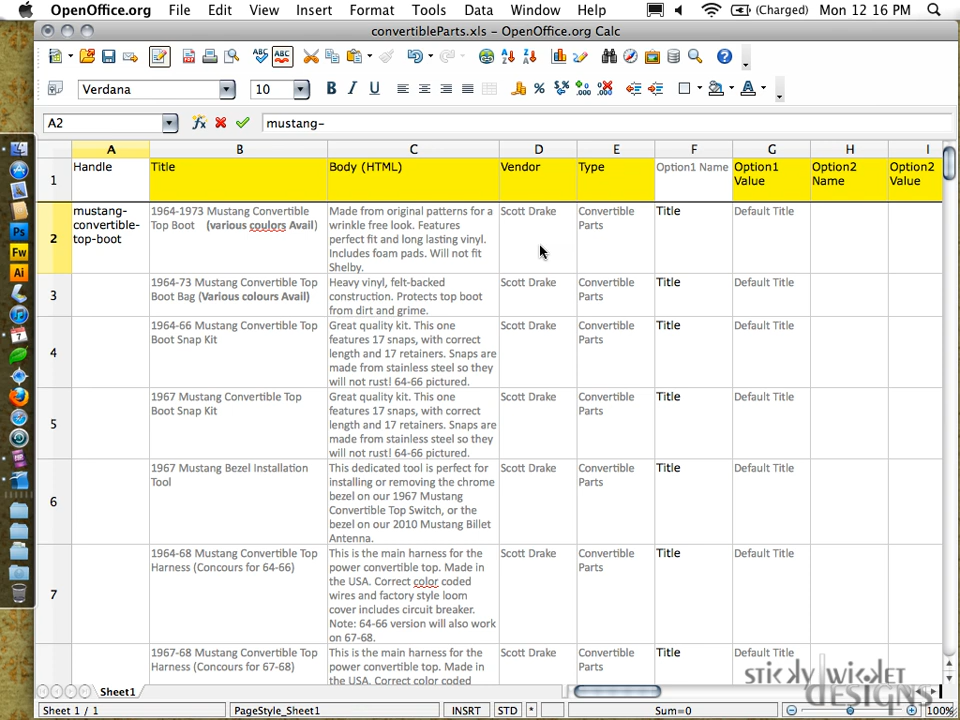 OpenOffice.org File Edit View Insert Format Tools Data Window Help (Charged) Mon 12 16 PM
convertibleParts.xls - OpenOffice.org Calc
Verdana 10
A2 mustang-
A B C D E F G H I
1 Handle Title Body (HTML) Vendor Type Option1 Name Option1 Option2 Option2
Value Name Value
2 mustang- 1964-1973 Mustang Convertible Made from original patterns for a Scott Drake Convertible Title Default Title
convertible- Top Boot (various coulors Avail) wrinkle free look. Features Parts
top-boot perfect fit and long lasting vinyl.
Includes foam pads. Will not fit
Shelby.
3 1964-73 Mustang Convertible Top Heavy vinyl, felt-backed Scott Drake Convertible Title Default Title
Boot Bag (Various colours Avail) construction. Protects top boot Parts
from dirt and grime.
4 1964-66 Mustang Convertible Top Great quality kit. This one Scott Drake Convertible Title Default Title
Boot Snap Kit features 17 snaps, with correct Parts
length and 17 retainers. Snaps are
made from stainless steel so they
will not rust! 64-66 pictured.
5 1967 Mustang Convertible Top Great quality kit. This one Scott Drake Convertible Title Default Title
Boot Snap Kit features 17 snaps, with correct Parts
length and 17 retainers. Snaps are
made from stainless steel so they
will not rust! 64-66 pictured.
6 1967 Mustang Bezel Installation This dedicated tool is perfect for Scott Drake Convertible Title Default Title
Tool installing or removing the chrome Parts
bezel on our 1967 Mustang
Convertible Top Switch, or the
bezel on our 2010 Mustang Billet
Antenna.
7 1964-68 Mustang Convertible Top This is the main harness for the Scott Drake Convertible Title Default Title
Harness (Concours for 64-66) power convertible top. Made in Parts
the USA. Correct color coded
wires and factory style loom
cover includes circuit breaker.
Note: 64-66 version will also work
on 67-68.
1967-68 Mustang Convertible Top This is the main harness for the Scott Drake Convertible Title Default Title
Harness (Concours for 67-68) power convertible top. Made in Parts
the USA. Correct color coded
Sheet1
sticky wicket
DESIGNS
Sheet 1 / 1 PageStyle_Sheet1 INSRT STD * Sum=0 100%